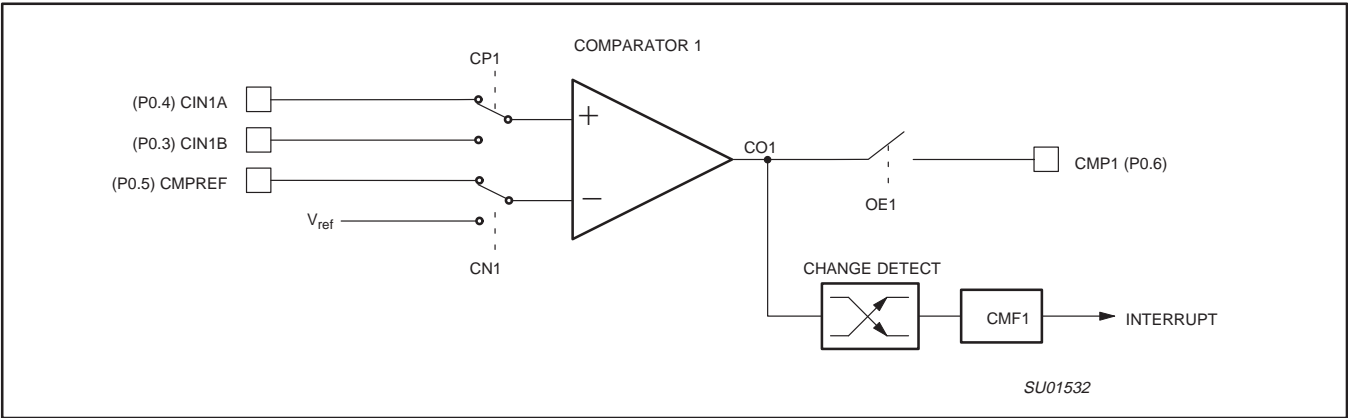 COMPARATOR 1
CP1
(P0.4) CIN1A
+
(P0.3) CIN1B
CO1
CMP1 (P0.6)
(P0.5) CMPREF
−
OE1
Vref
CN1
CHANGE DETECT
CMF1
INTERRUPT
SU01532